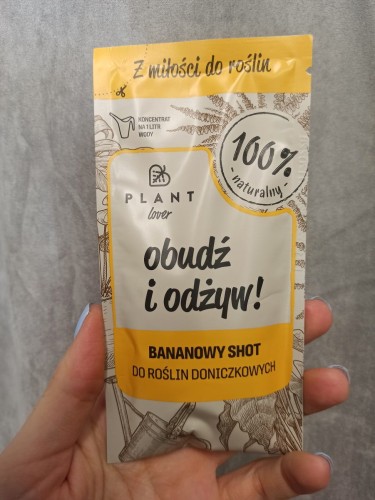 Z miłości do roślin
KONCENTRAT
NA 1 LITR
WODY
100%
naturalny
PLANT
lover
obudź
i odżyw!
BANANOWY SHOT
DO ROŚLIN DONICZKOWYCH